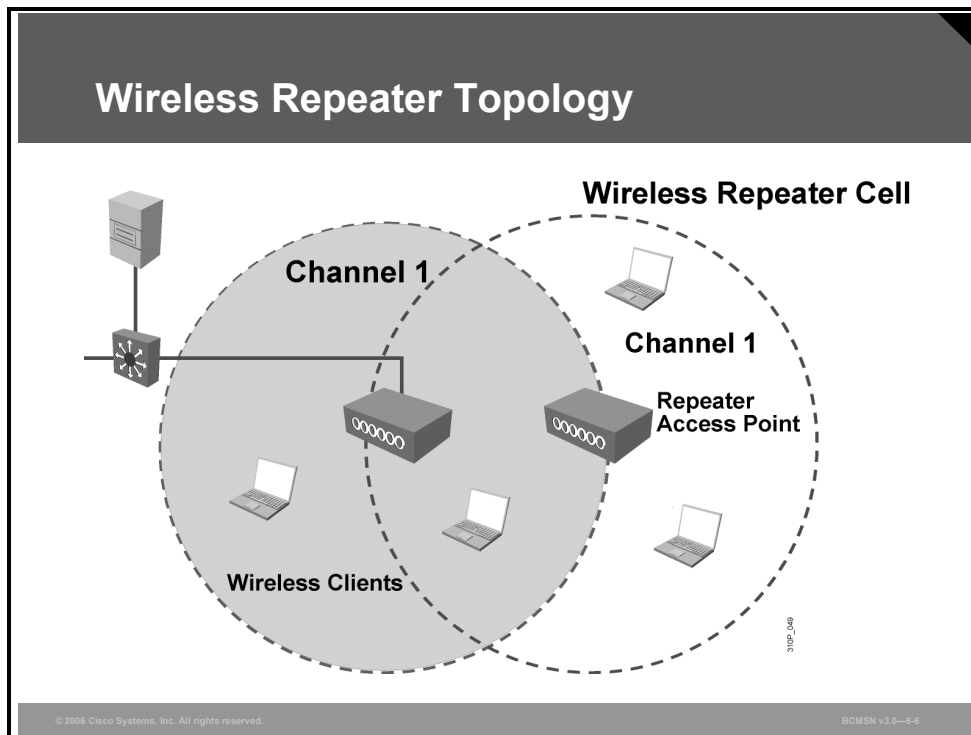 Wireless Repeater Topology
Wireless Repeater Cell
Channel 1
Channel 1
Repeater
Access Point
Wireless Clients
310P_049
© 2006 Cisco Systems, Inc. All rights reserved.
BCMSN v3.0—6-6